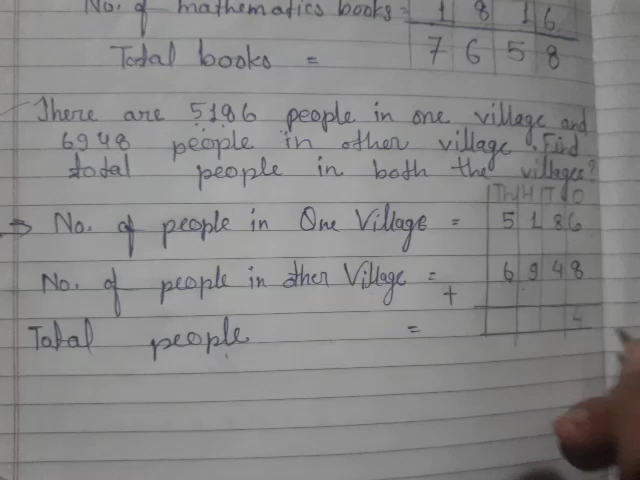 No. of mathematics books = 1 8 1 6
Total books = 7 6 5 8
There are 5186 people in one village and
6948 people in other village. Find
total people in both the villages?
Th H T O
⇒ No. of people in One Village = 5 1 8 6
No. of people in other Village = + 6 9 4 8
Total people = 4